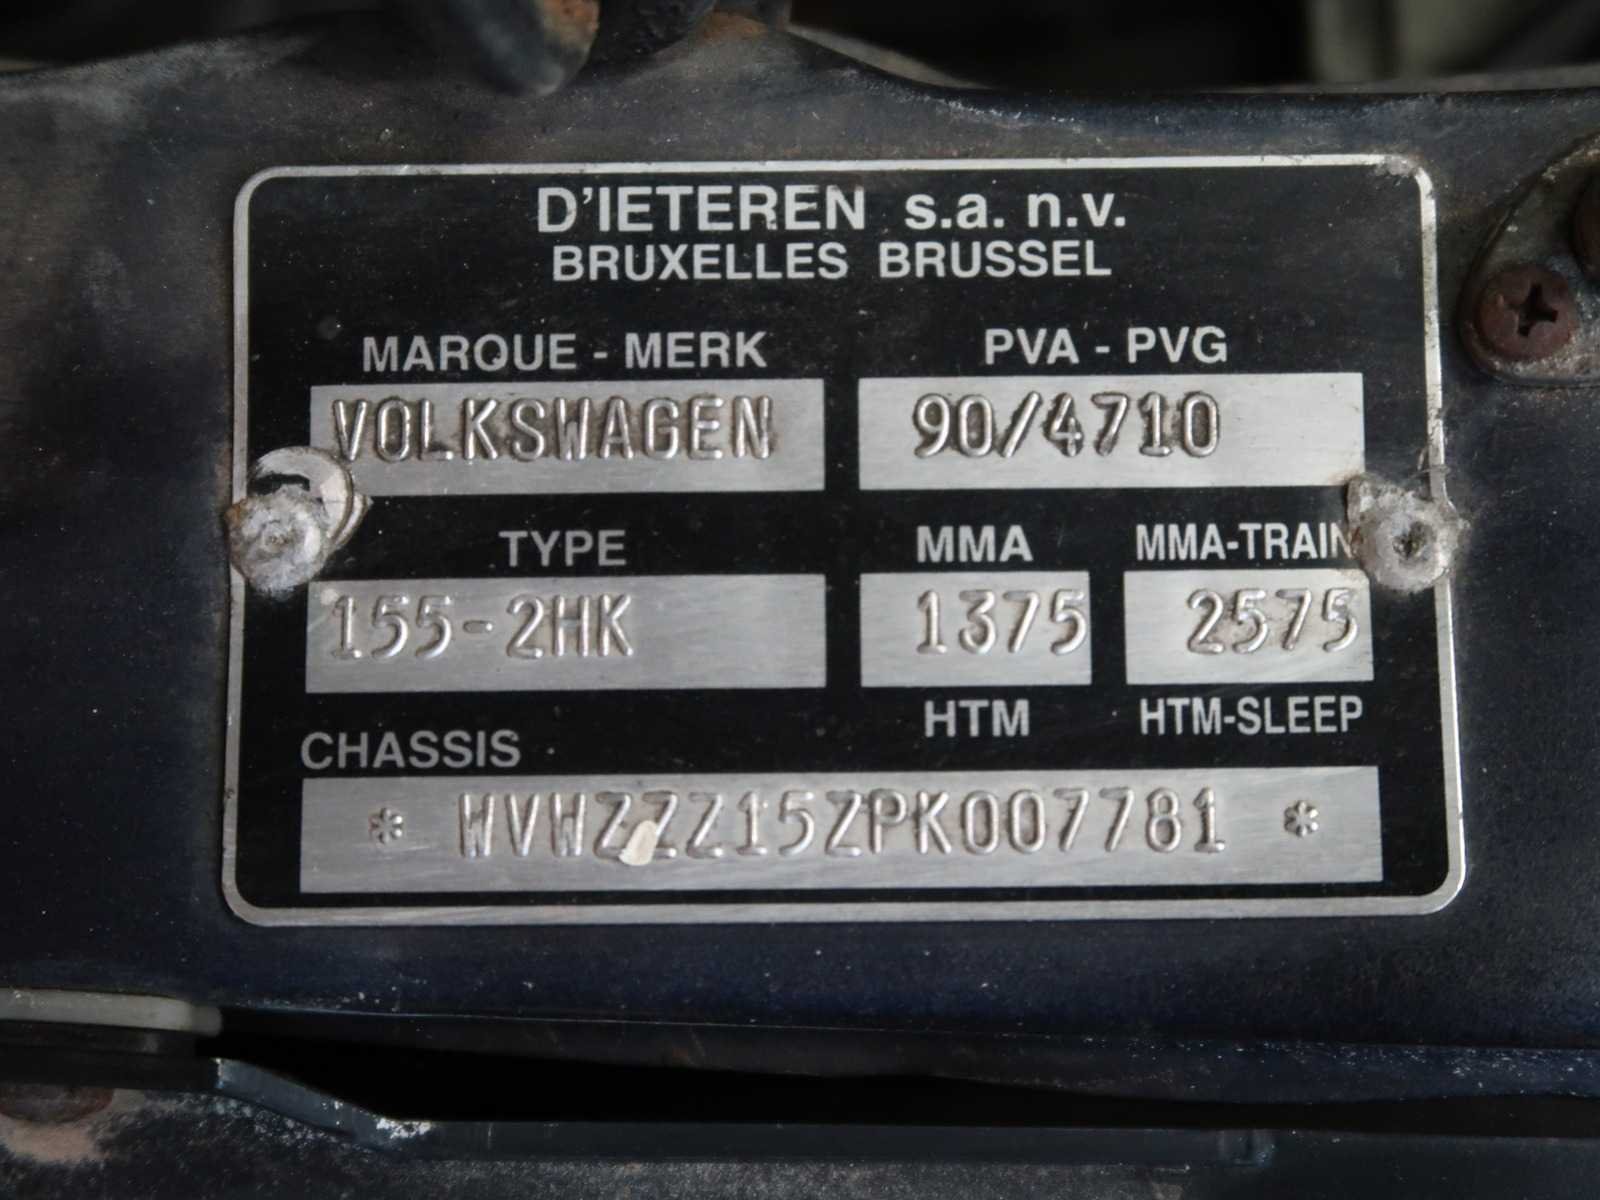 D'IETEREN s.a. n.v.
BRUXELLES BRUSSEL
MARQUE - MERK PVA - PVG
VOLKSWAGEN 90/4710
TYPE MMA MMA-TRAIN
155-2HK 1375 2575
HTM HTM-SLEEP
CHASSIS
* WVWZZZ15ZPK007781 *